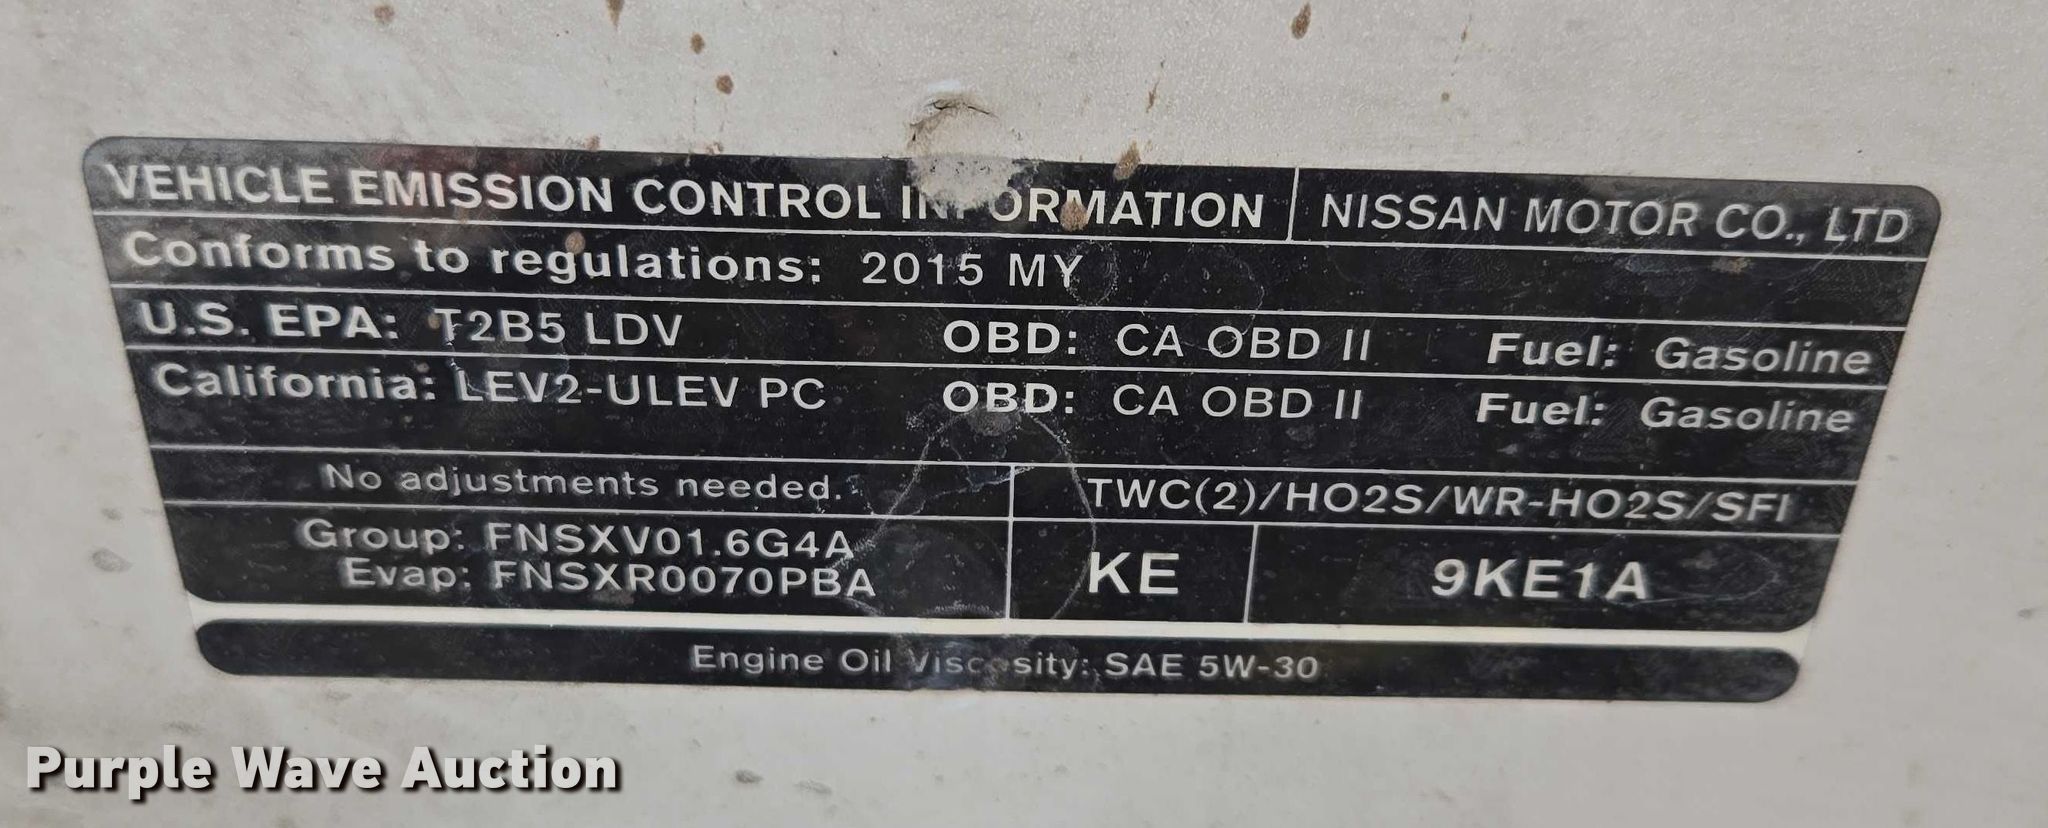 VEHICLE EMISSION CONTROL INFORMATION NISSAN MOTOR CO., LTD
Conforms to regulations: 2015 MY
U.S. EPA: T2B5 LDV OBD: CA OBD II Fuel: Gasoline
California: LEV2-ULEV PC OBD: CA OBD II Fuel: Gasoline
No adjustments needed. TWC(2)/HO2S/WR-HO2S/SFI
Group: FNSXV01.6G4A
Evap: FNSXR0070PBA
KE 9KE1A
Engine Oil Viscosity: SAE 5W-30
Purple Wave Auction